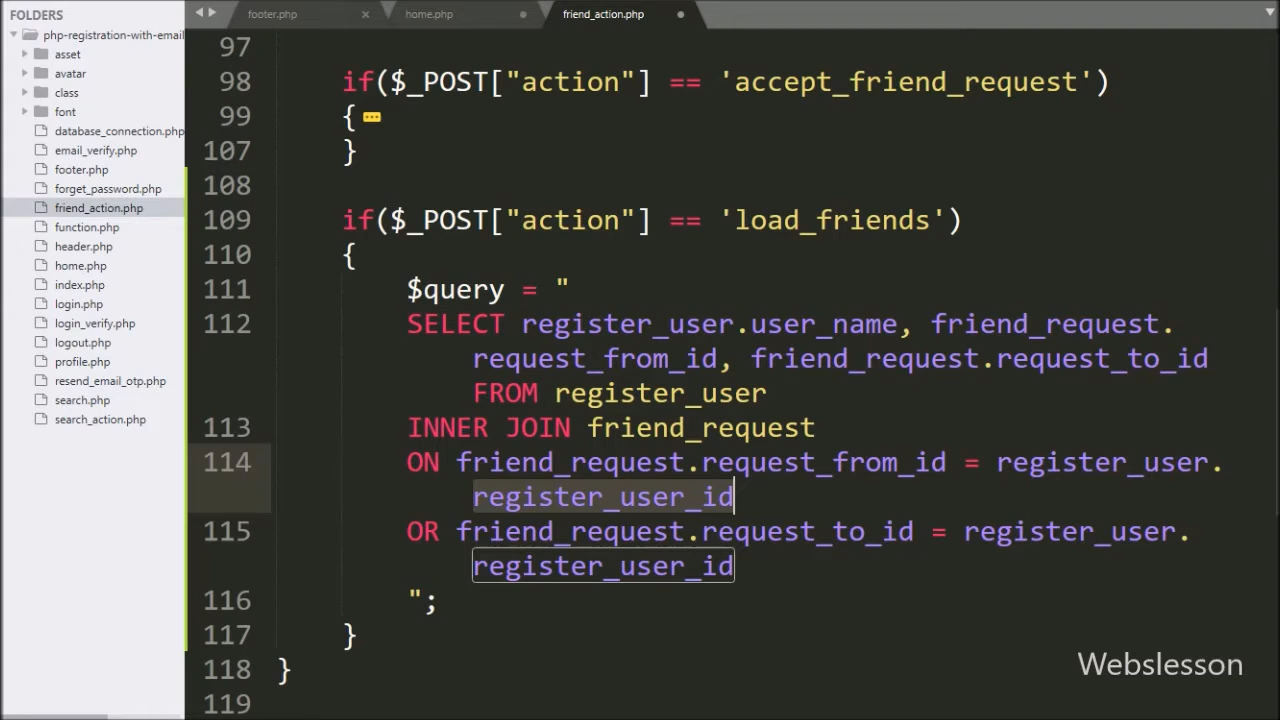 FOLDERS
php-registration-with-email
asset
avatar
class
font
database_connection.php
email_verify.php
footer.php
forget_password.php
friend_action.php
function.php
header.php
home.php
index.php
login.php
login_verify.php
logout.php
profile.php
resend_email_otp.php
search.php
search_action.php
footer.php
home.php
friend_action.php
97
98 if($_POST["action"] == 'accept_friend_request')
99 {
107 }
108
109 if($_POST["action"] == 'load_friends')
110 {
111 $query = "
112 SELECT register_user.user_name, friend_request.
request_from_id, friend_request.request_to_id
FROM register_user
113 INNER JOIN friend_request
114 ON friend_request.request_from_id = register_user.
register_user_id
115 OR friend_request.request_to_id = register_user.
register_user_id
116 ";
117 }
118 }
119
Webslesson